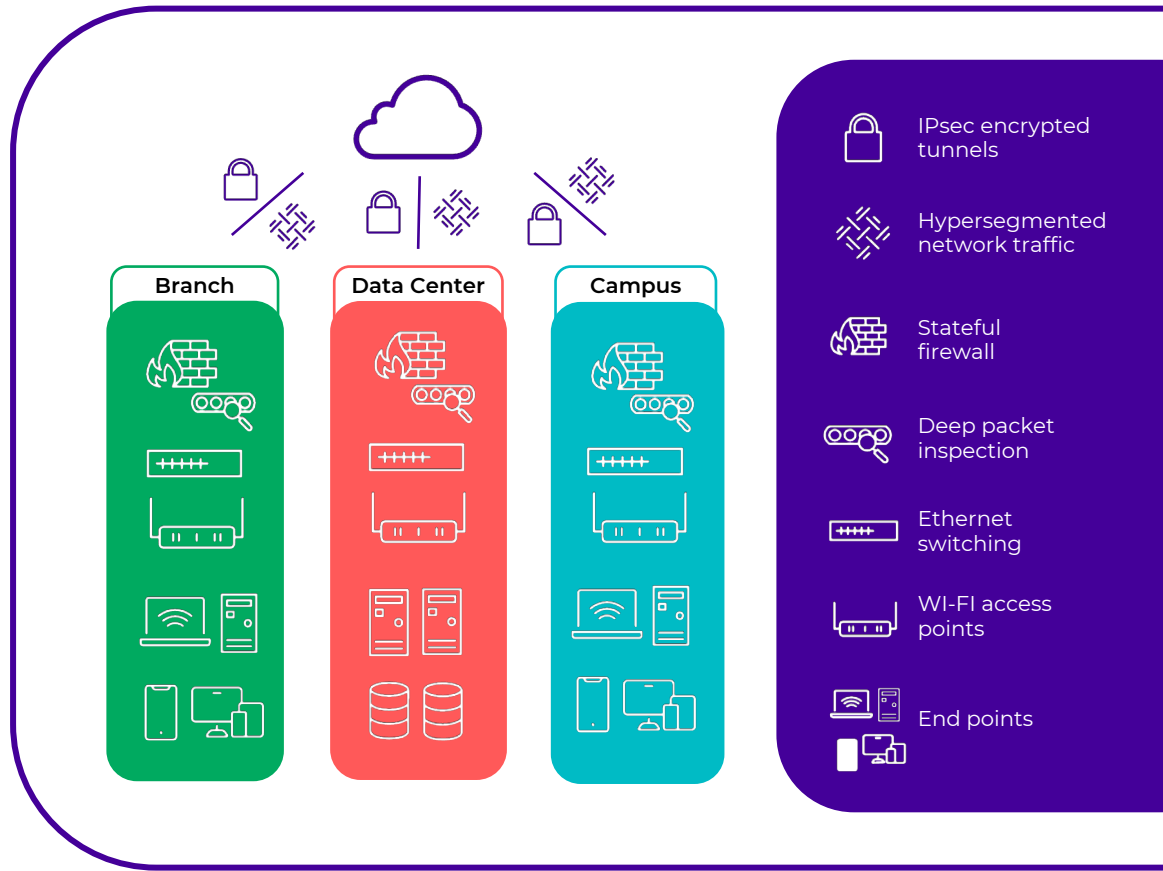 Branch
Data Center
Campus
IPsec encrypted
tunnels
Hypersegmented
network traffic
Stateful
firewall
Deep packet
inspection
Ethernet
switching
WI-FI access
points
End points